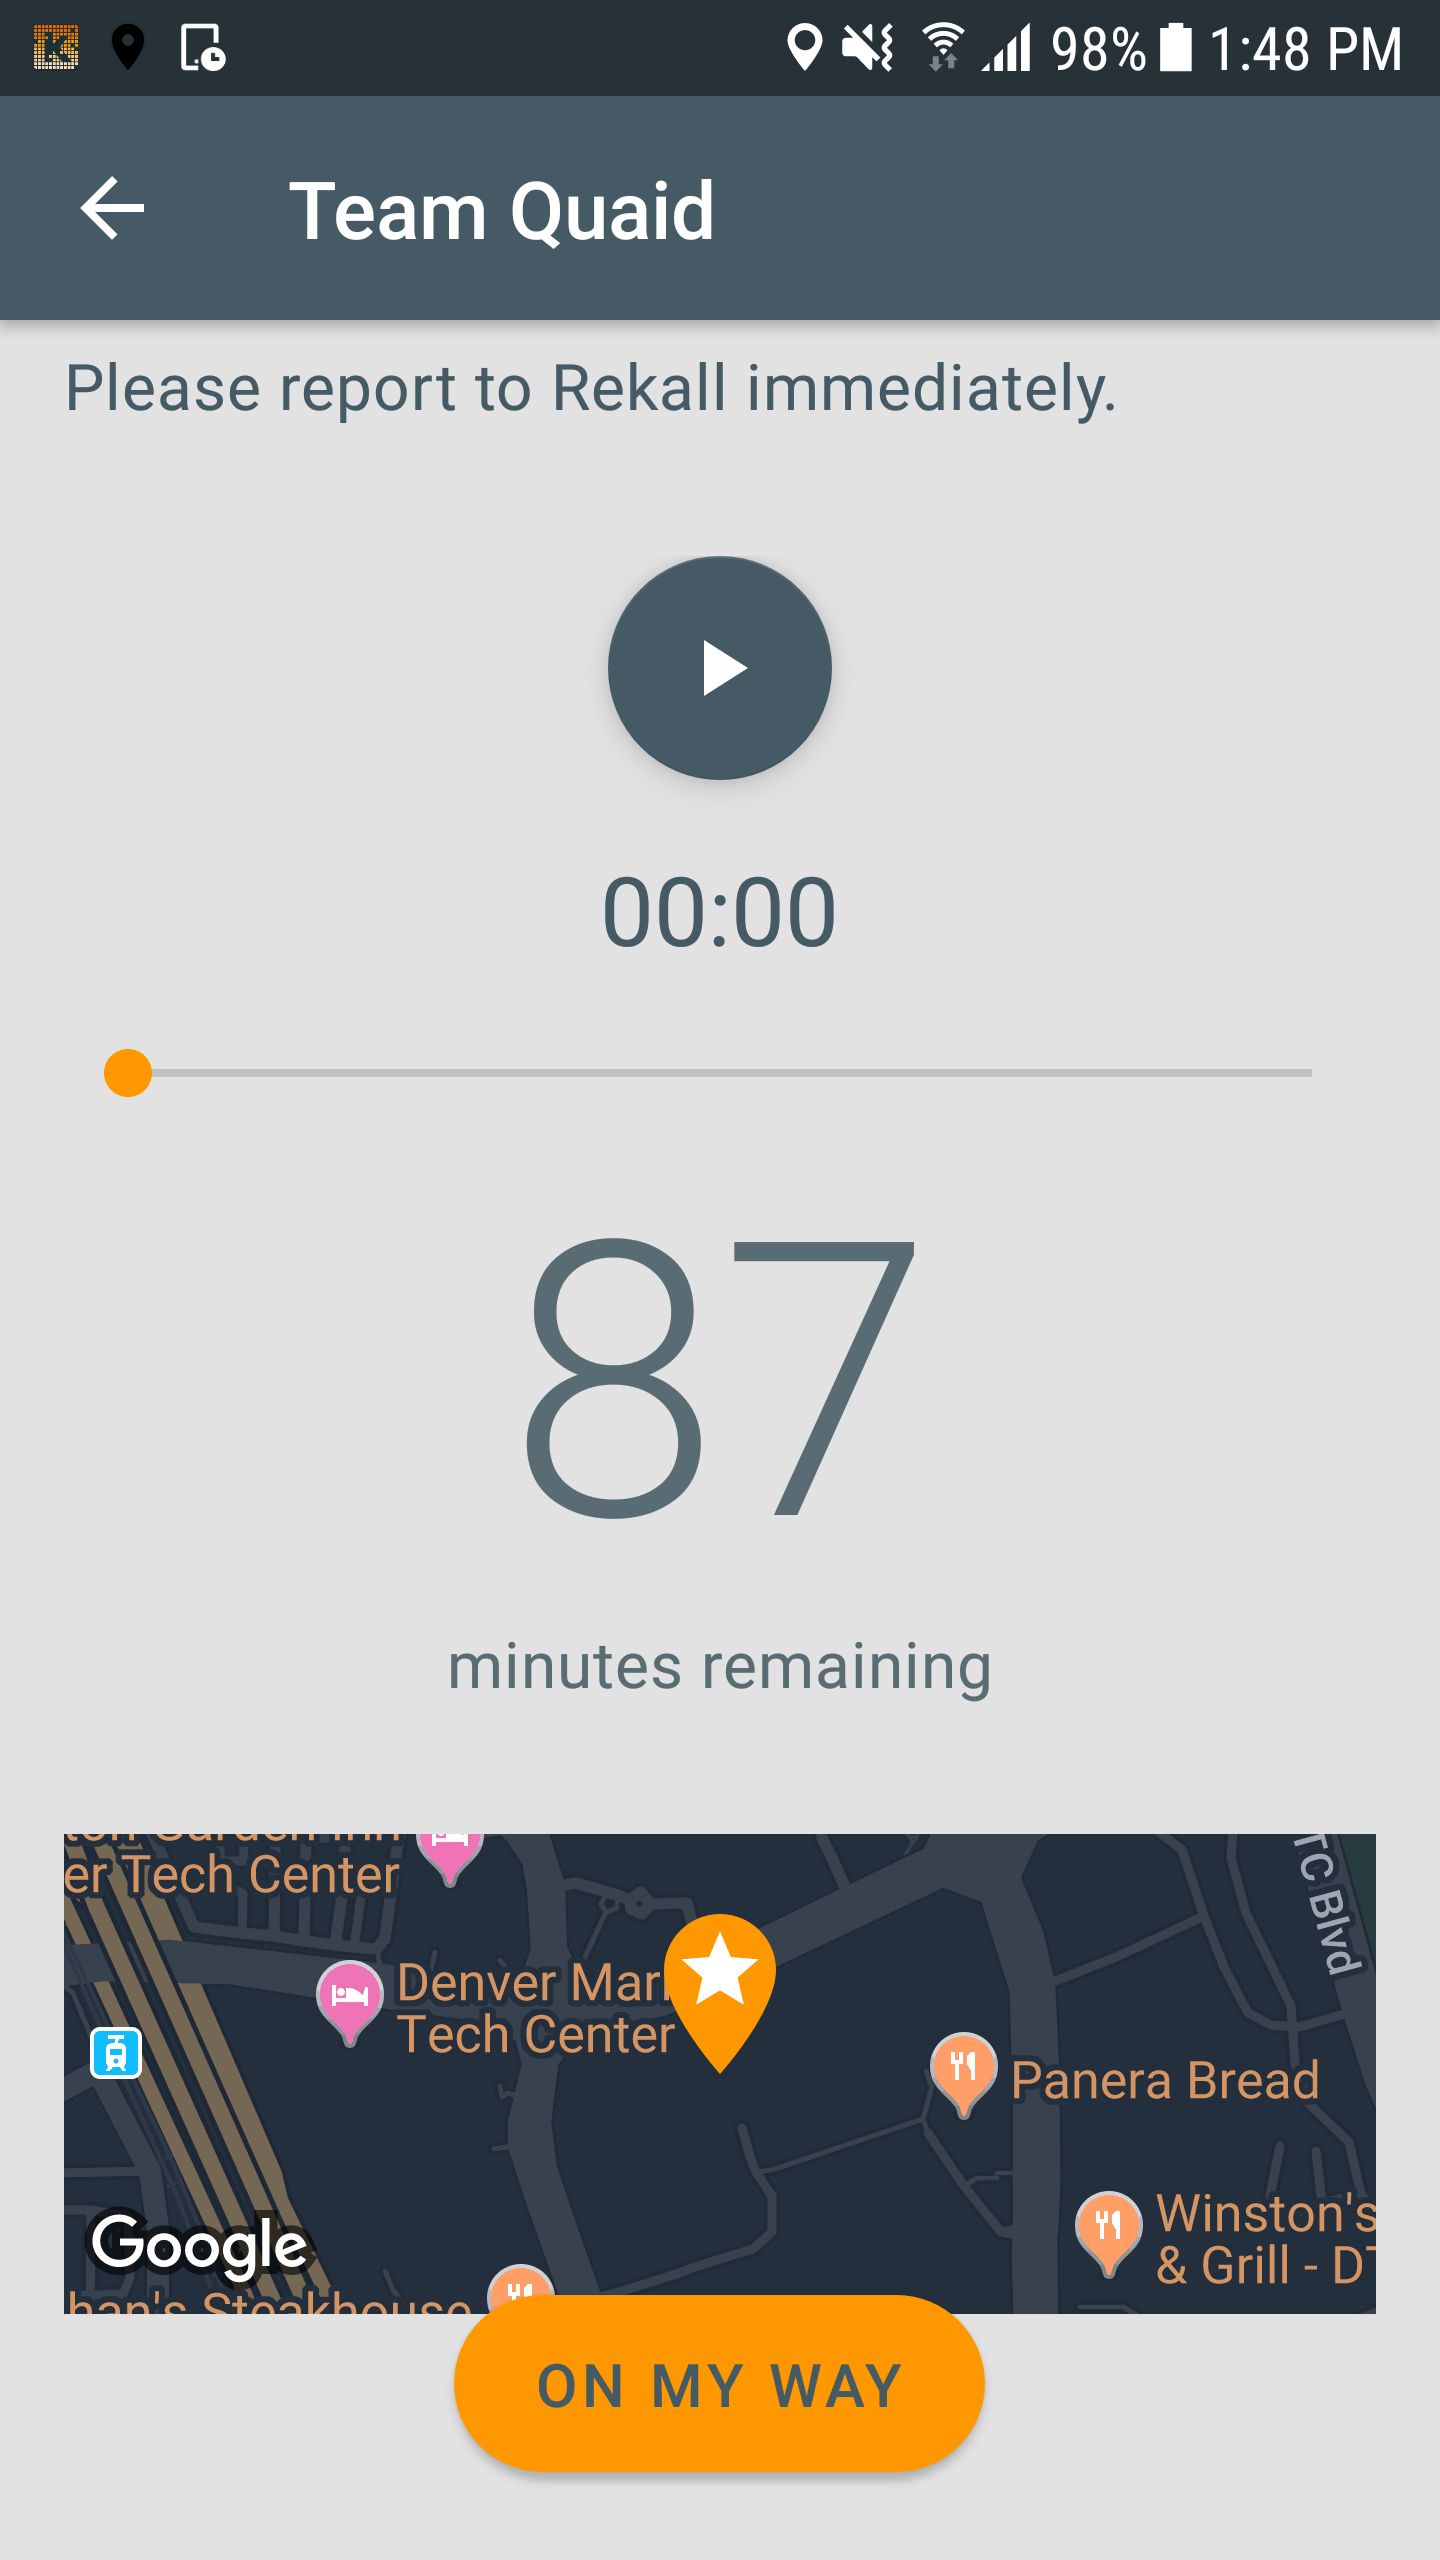 98% 1:48 PM
Team Quaid
Please report to Rekall immediately.
00:00
87
minutes remaining
er Tech Center
TC Blvd
Denver Mar
Tech Center
Panera Bread
Winston's
& Grill - DT
Google
han's Steakhouse
ON MY WAY